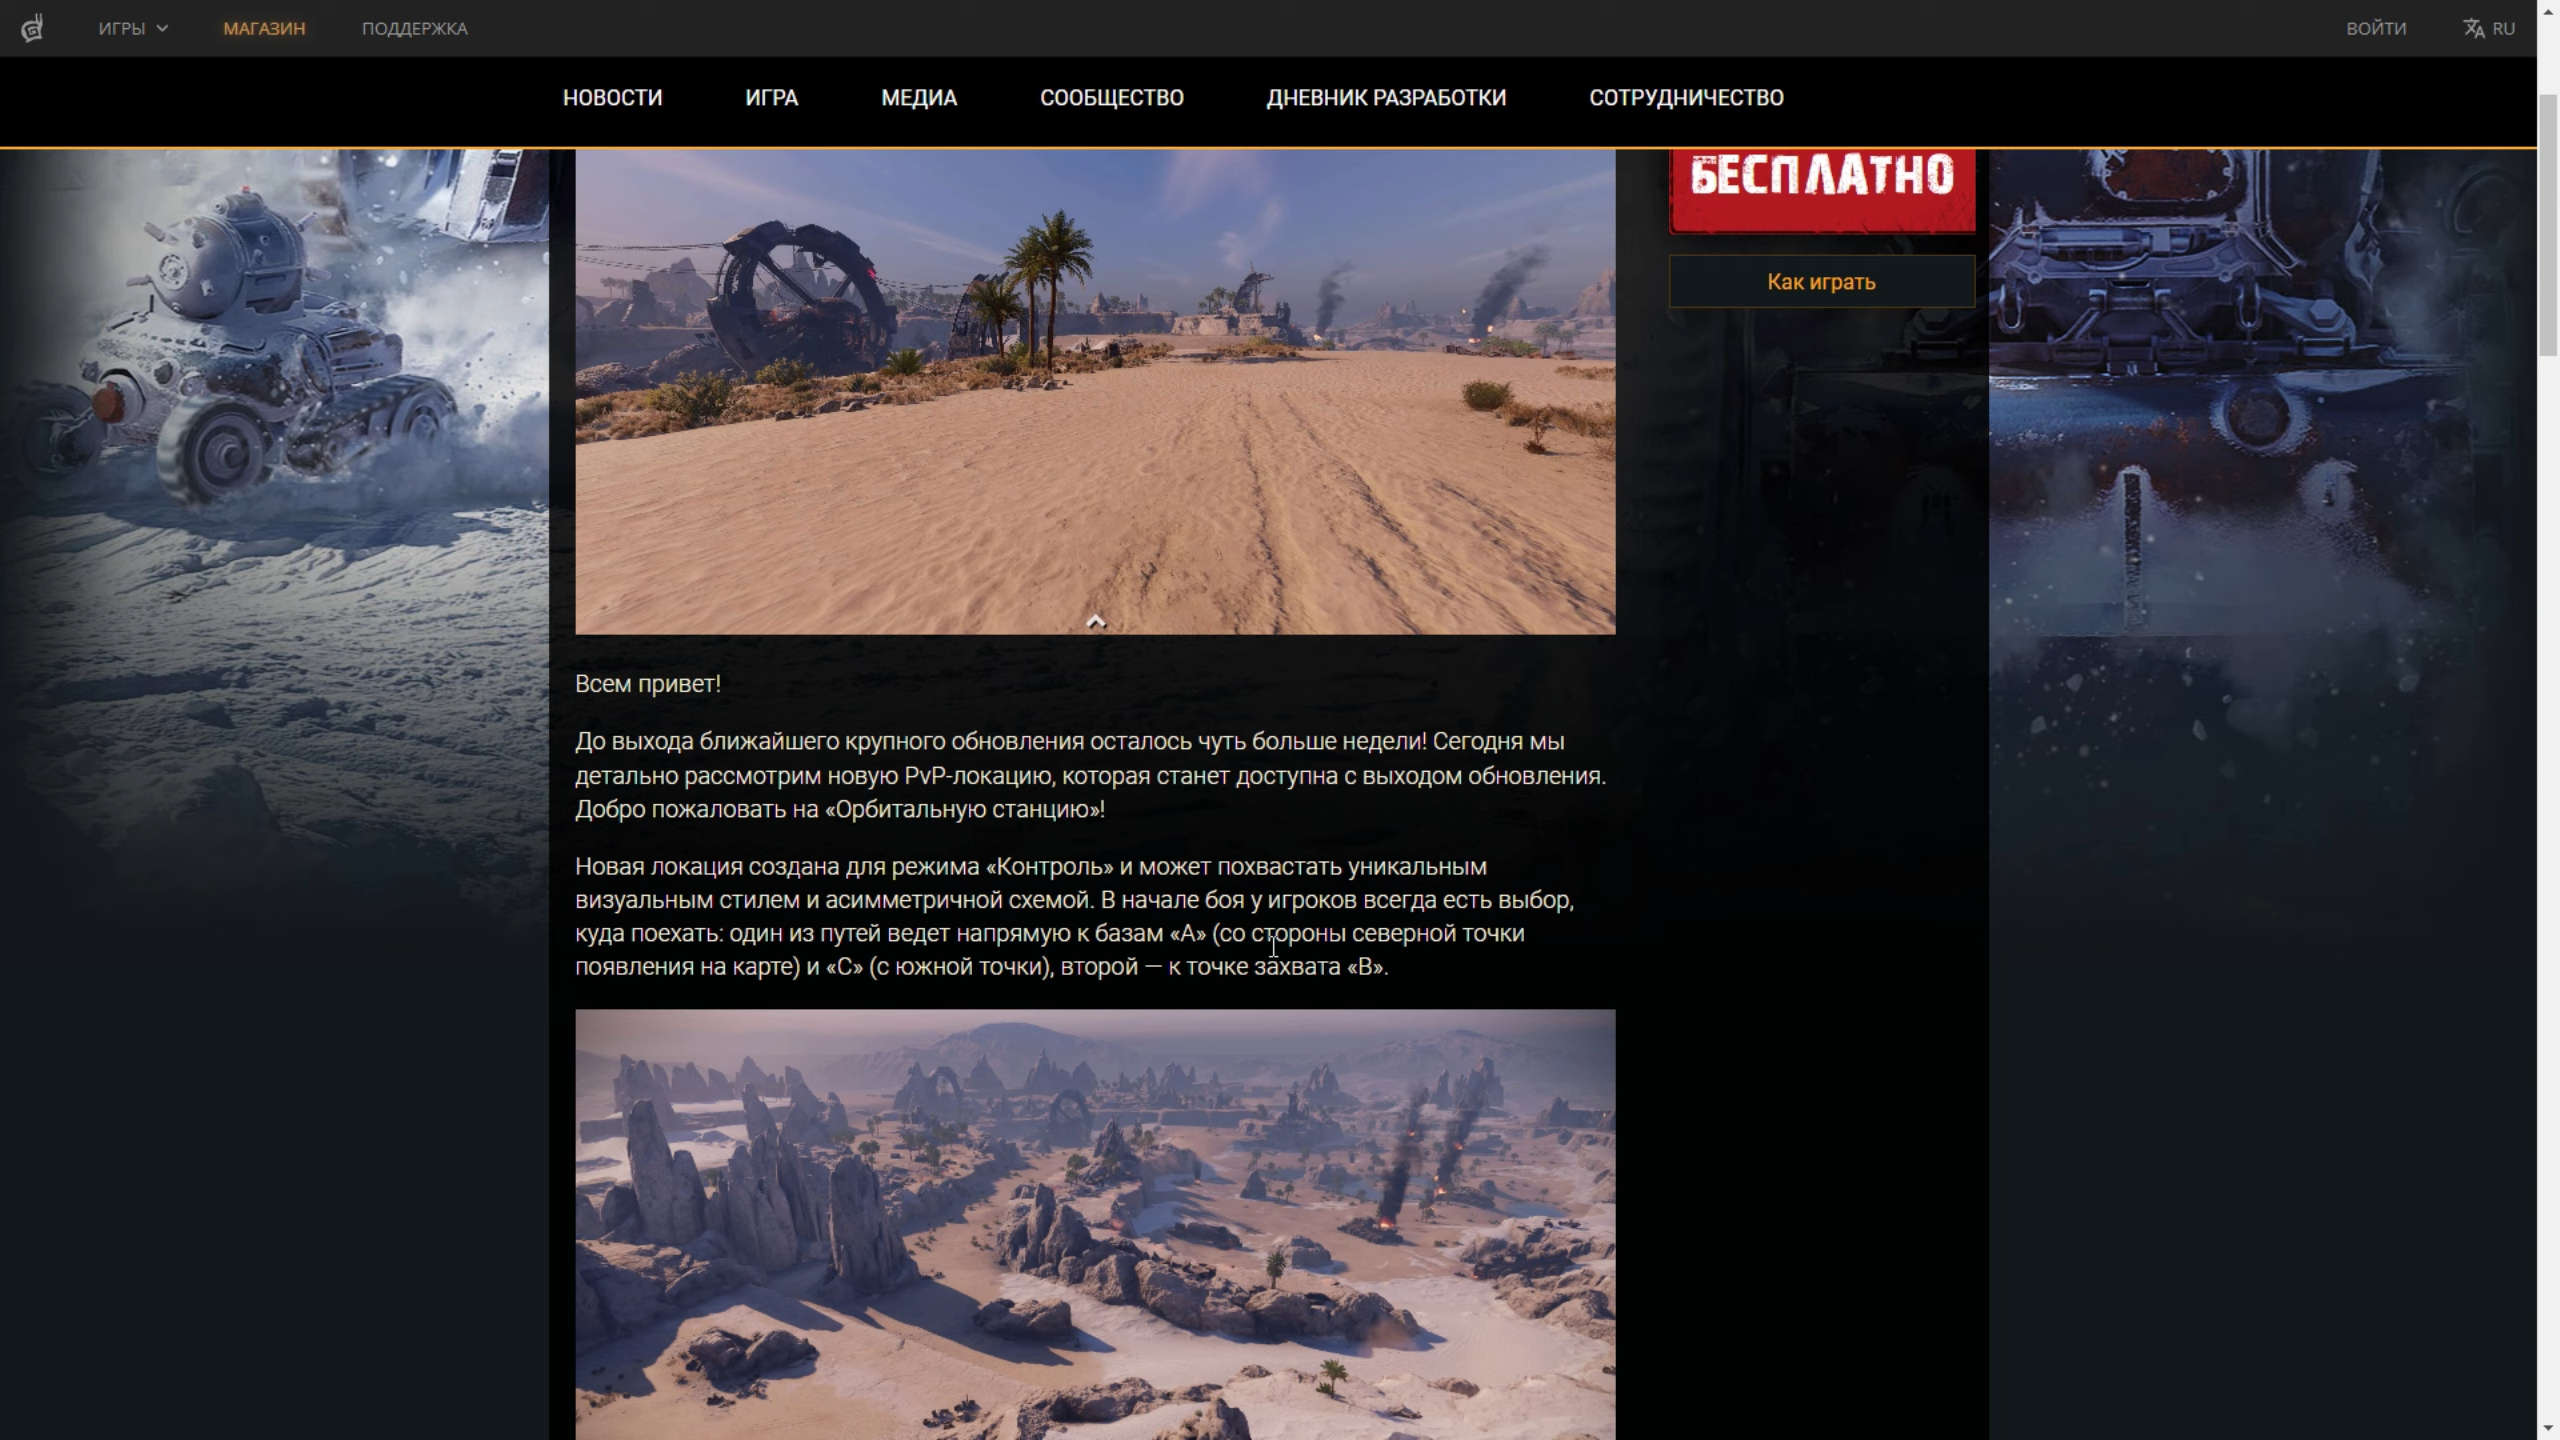 ИГРЫ
МАГАЗИН
ПОДДЕРЖКА
ВОЙТИ
RU
НОВОСТИ
ИГРА
МЕДИА
СООБЩЕСТВО
ДНЕВНИК РАЗРАБОТКИ
СОТРУДНИЧЕСТВО
БЕСПЛАТНО
Как играть
Всем привет!
До выхода ближайшего крупного обновления осталось чуть больше недели! Сегодня мы
детально рассмотрим новую PvP-локацию, которая станет доступна с выходом обновления.
Добро пожаловать на «Орбитальную станцию»!
Новая локация создана для режима «Контроль» и может похвастать уникальным
визуальным стилем и асимметричной схемой. В начале боя у игроков всегда есть выбор,
куда поехать: один из путей ведет напрямую к базам «А» (со стороны северной точки
появления на карте) и «С» (с южной точки), второй — к точке захвата «В».